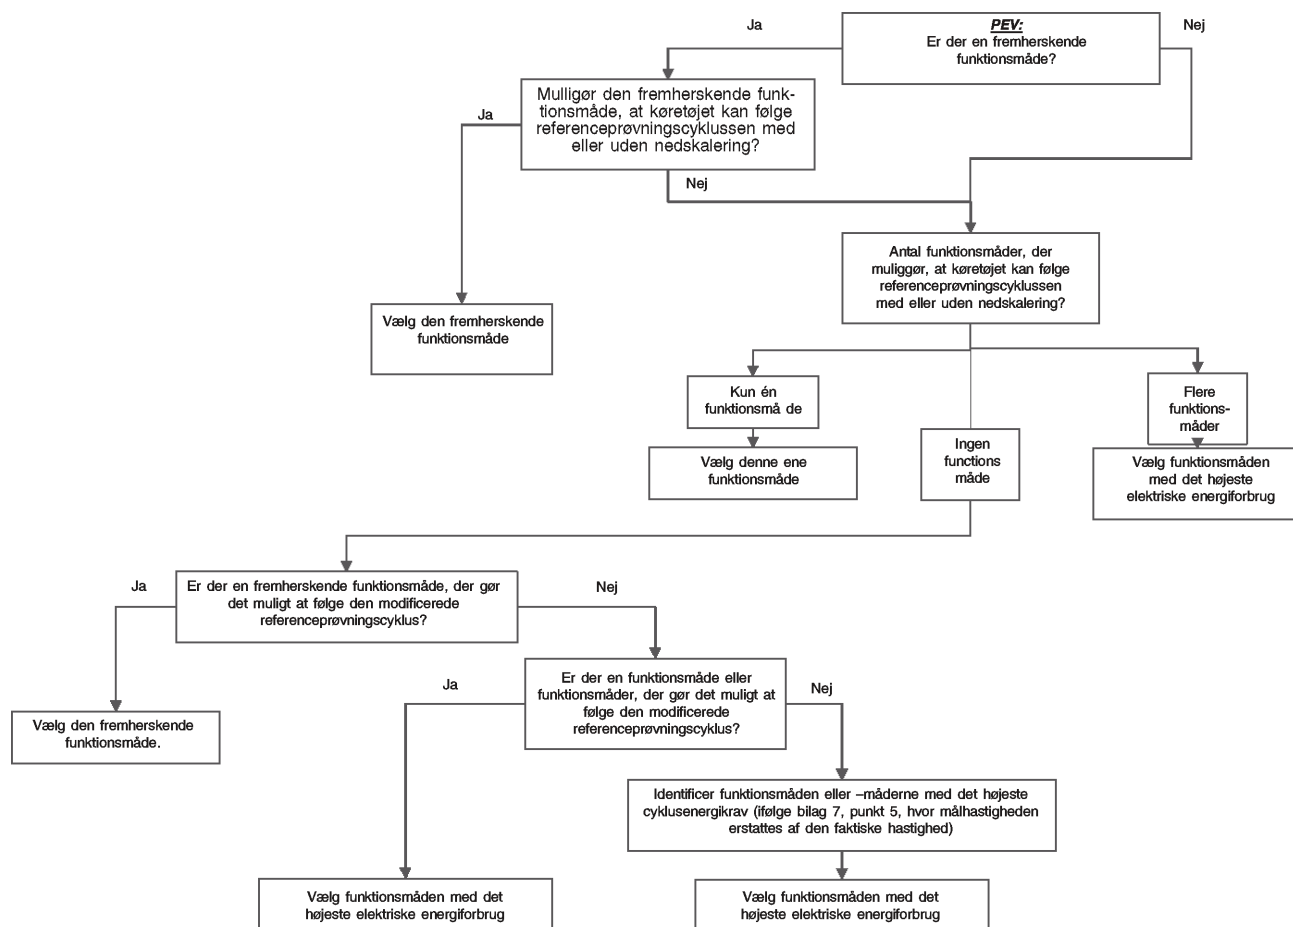 PEV:
Er der en fremherskende
funktionsmåde?
Ja
Nej
Mulligør den fremherskende funk-
tionsmåde, at køretøjet kan følge
referenceprøvningscyklussen med
eller uden nedskalering?
Ja
Nej
Antal funktionsmåder, der
muliggør, at køretøjet kan følge
referenceprøvningscyklussen
med eller uden nedskalering?
Vælg den fremherskende
funktionsmåde
Kun én
funktionsmå de
Flere
funktions-
måder
Vælg denne ene
funktionsmåde
Ingen
functions
måde
Vælg funktionsmåden
med det højeste
elektriske energiforbrug
Ja
Er der en fremherskende funktionsmåde, der gør
det muligt at følge den modificerede
referenceprøvningscyklus?
Nej
Vælg den fremherskende
funktionsmåde.
Ja
Er der en funktionsmåde eller
funktionsmåder, der gør det muligt at
følge den modificerede
referenceprøvningscyklus?
Nej
Identificer funktionsmåden eller –måderne med det højeste
cyklusenergikrav (ifølge bilag 7, punkt 5, hvor målhastigheden
erstattes af den faktiske hastighed)
Vælg funktionsmåden med det
højeste elektriske energiforbrug
Vælg funktionsmåden med det
højeste elektriske energiforbrug